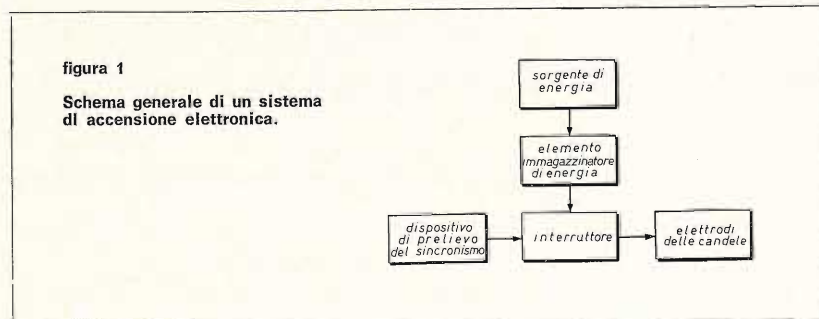 figura 1
Schema generale di un sistema
di accensione elettronica.
sorgente di
energia
elemento
immagazzinatore
di energia
dispositivo
di prelievo
del sincronismo
interruttore
elettrodi
delle candele